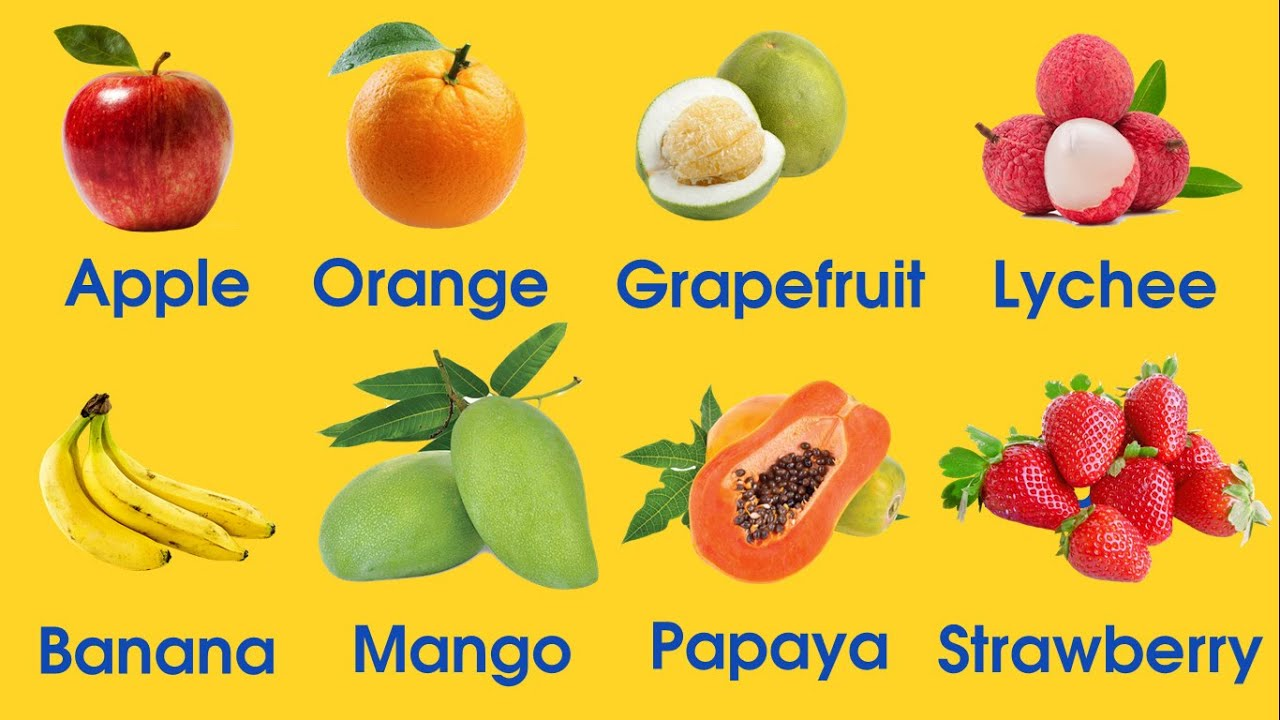 Apple Orange Grapefruit Lychee
Banana Mango Papaya Strawberry